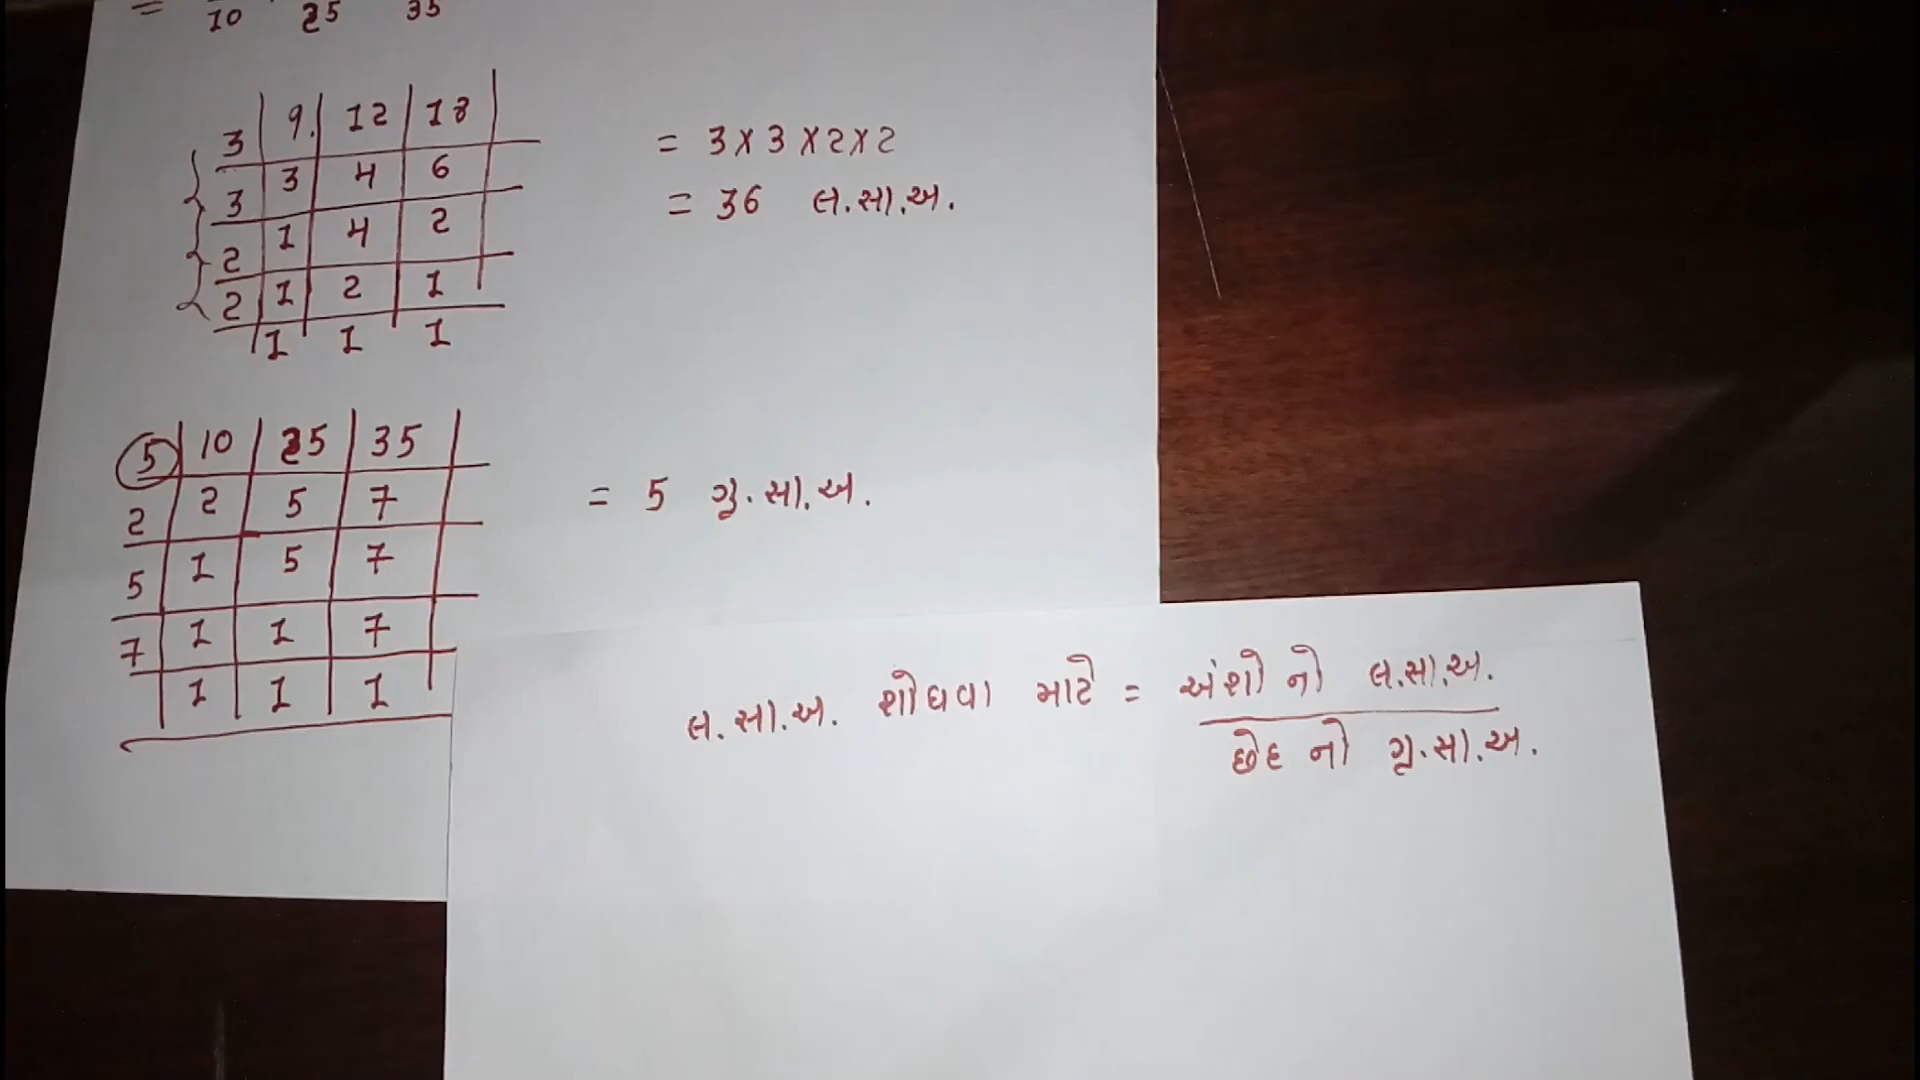 = 10 25 35
3 | 9. | 12 | 18 |
3 | 3 | 4 | 6
2 | 1 | 4 | 2
2 | 1 | 2 | 1
1 1 1
= 3 x 3 x 2 x 2
= 36 લ.સા.અ.
5 | 10 | 25 | 35 |
2 | 2 | 5 | 7
5 | 1 | 5 | 7
7 | 1 | 1 | 7
1 | 1 | 1
= 5 ગુ.સા.અ.
લ.સા.અ. શોધવા માટે = અંશો નો લ.સા.અ.
છેદ નો ગુ.સા.અ.